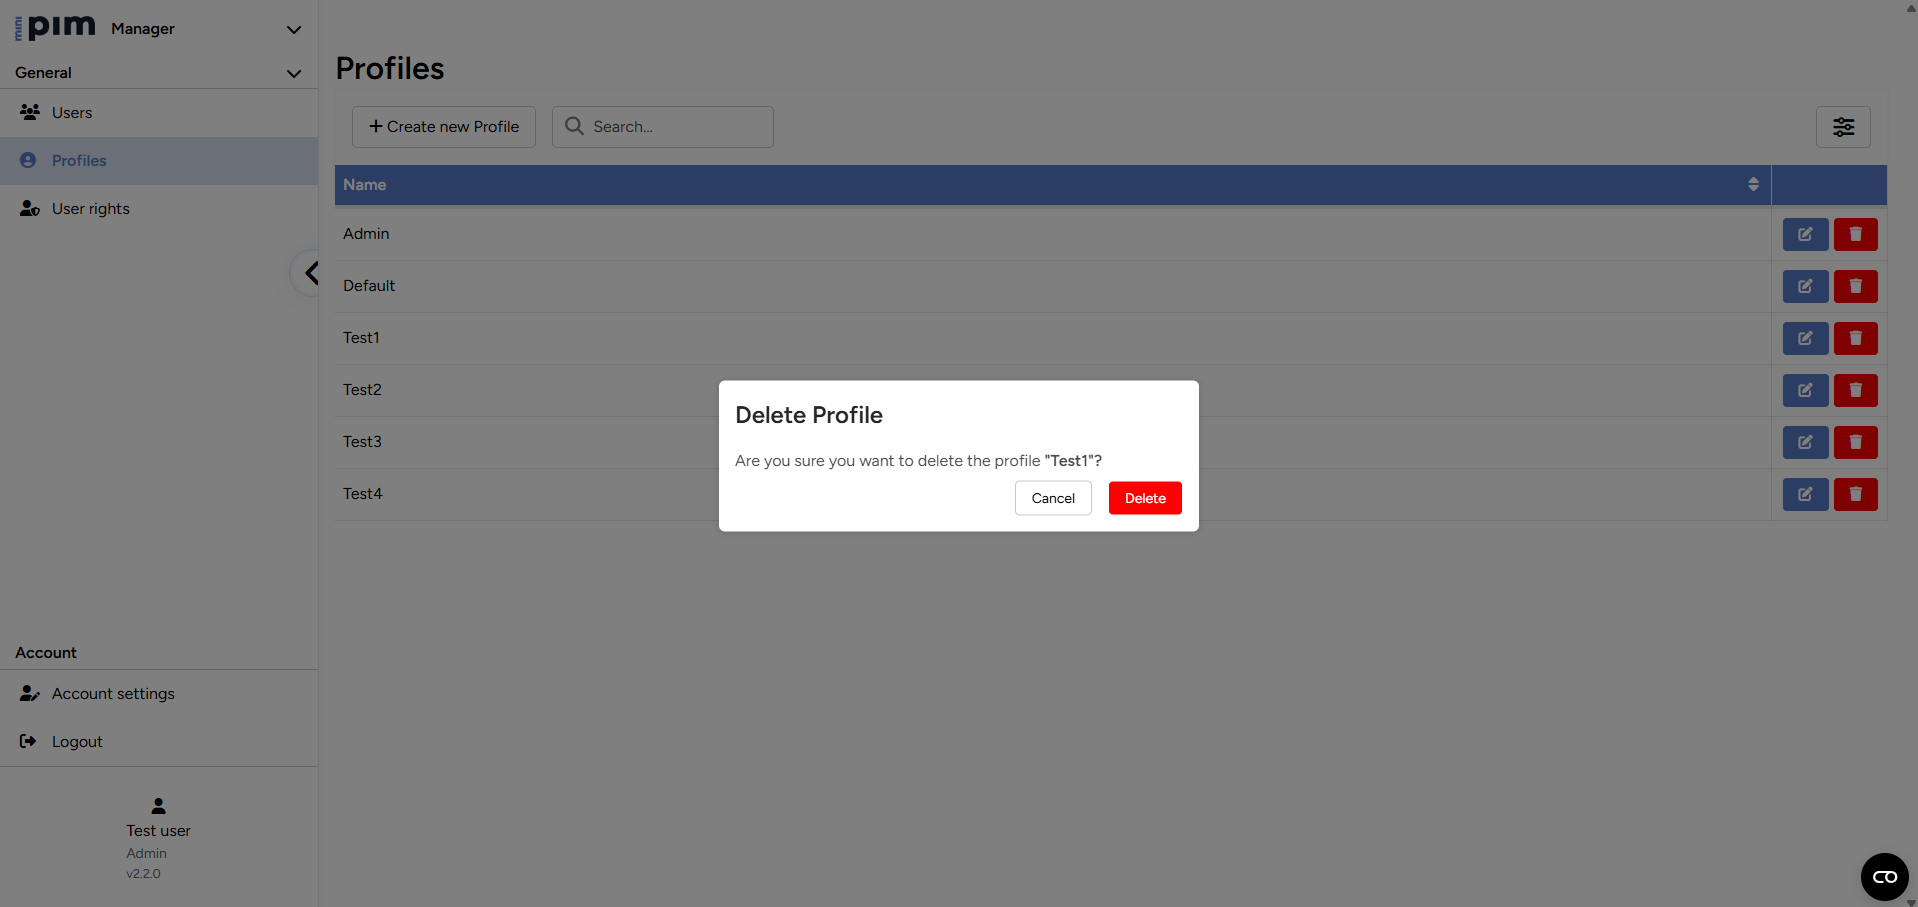 mini pim Manager
General
Users
Profiles
User rights
Account
Account settings
Logout
Test user
Admin
v2.2.0
Profiles
Create new Profile
Search...
Name
Admin
Default
Test1
Test2
Test3
Test4
Delete Profile
Are you sure you want to delete the profile "Test1"?
Cancel
Delete